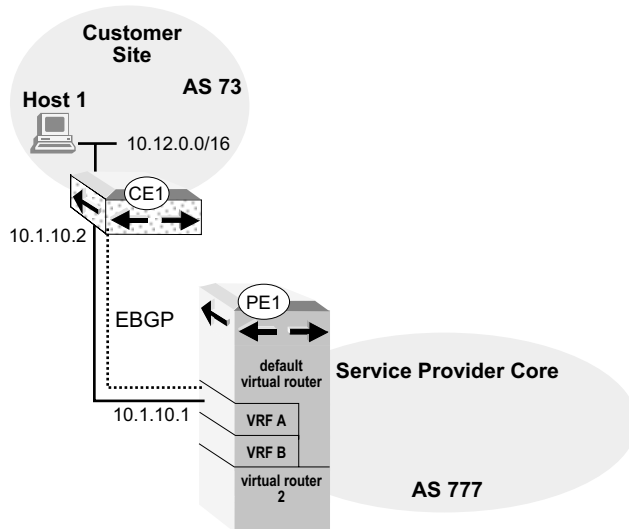 Customer
Site
AS 73
Host 1
10.12.0.0/16
CE1
10.1.10.2
EBGP
PE1
default
virtual router
Service Provider Core
10.1.10.1
VRF A
VRF B
virtual router
2
AS 777